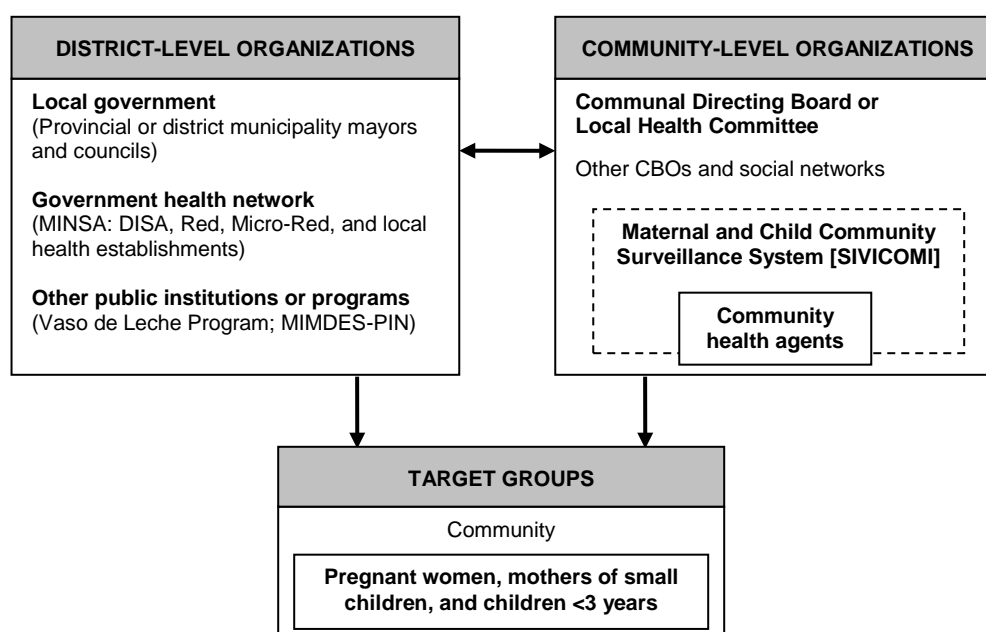 DISTRICT-LEVEL ORGANIZATIONS
Local government
(Provincial or district municipality mayors
and councils)
Government health network
(MINSA: DISA, Red, Micro-Red, and local
health establishments)
Other public institutions or programs
(Vaso de Leche Program; MIMDES-PIN)
COMMUNITY-LEVEL ORGANIZATIONS
Communal Directing Board or
Local Health Committee
Other CBOs and social networks
Maternal and Child Community
Surveillance System [SIVICOMI]
Community
health agents
TARGET GROUPS
Community
Pregnant women, mothers of small
children, and children <3 years